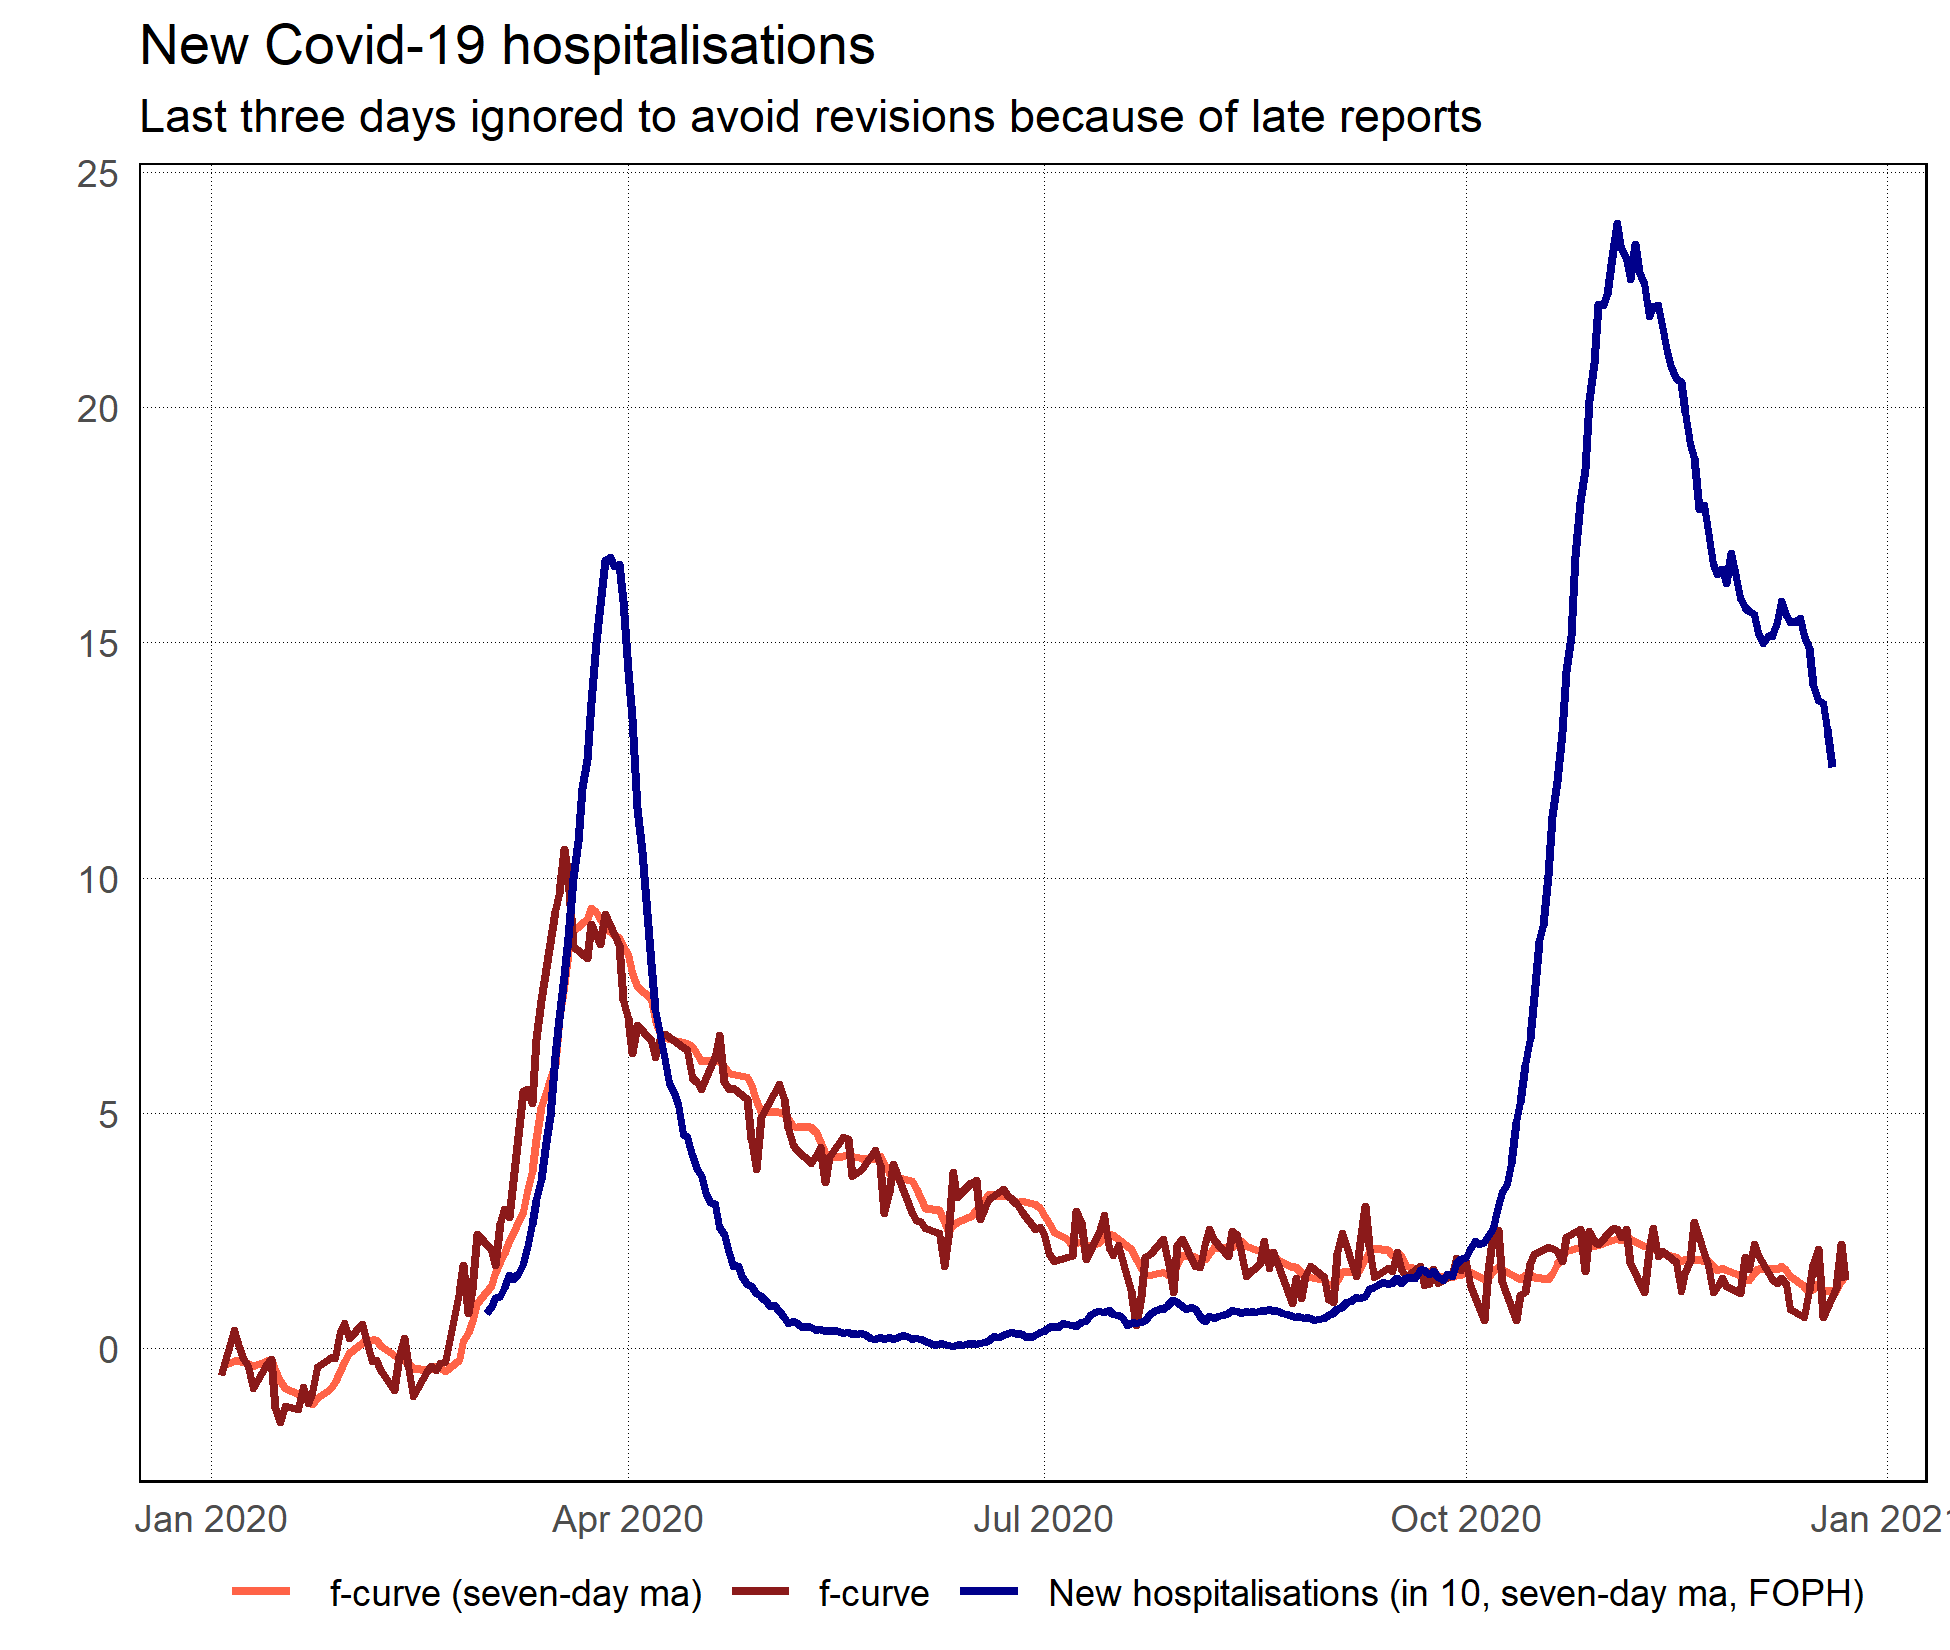 New Covid-19 hospitalisations
Last three days ignored to avoid revisions because of late reports
25
20
15
10
5
0
Jan 2020 Apr 2020 Jul 2020 Oct 2020 Jan 2021
f-curve (seven-day ma) f-curve New hospitalisations (in 10, seven-day ma, FOPH)